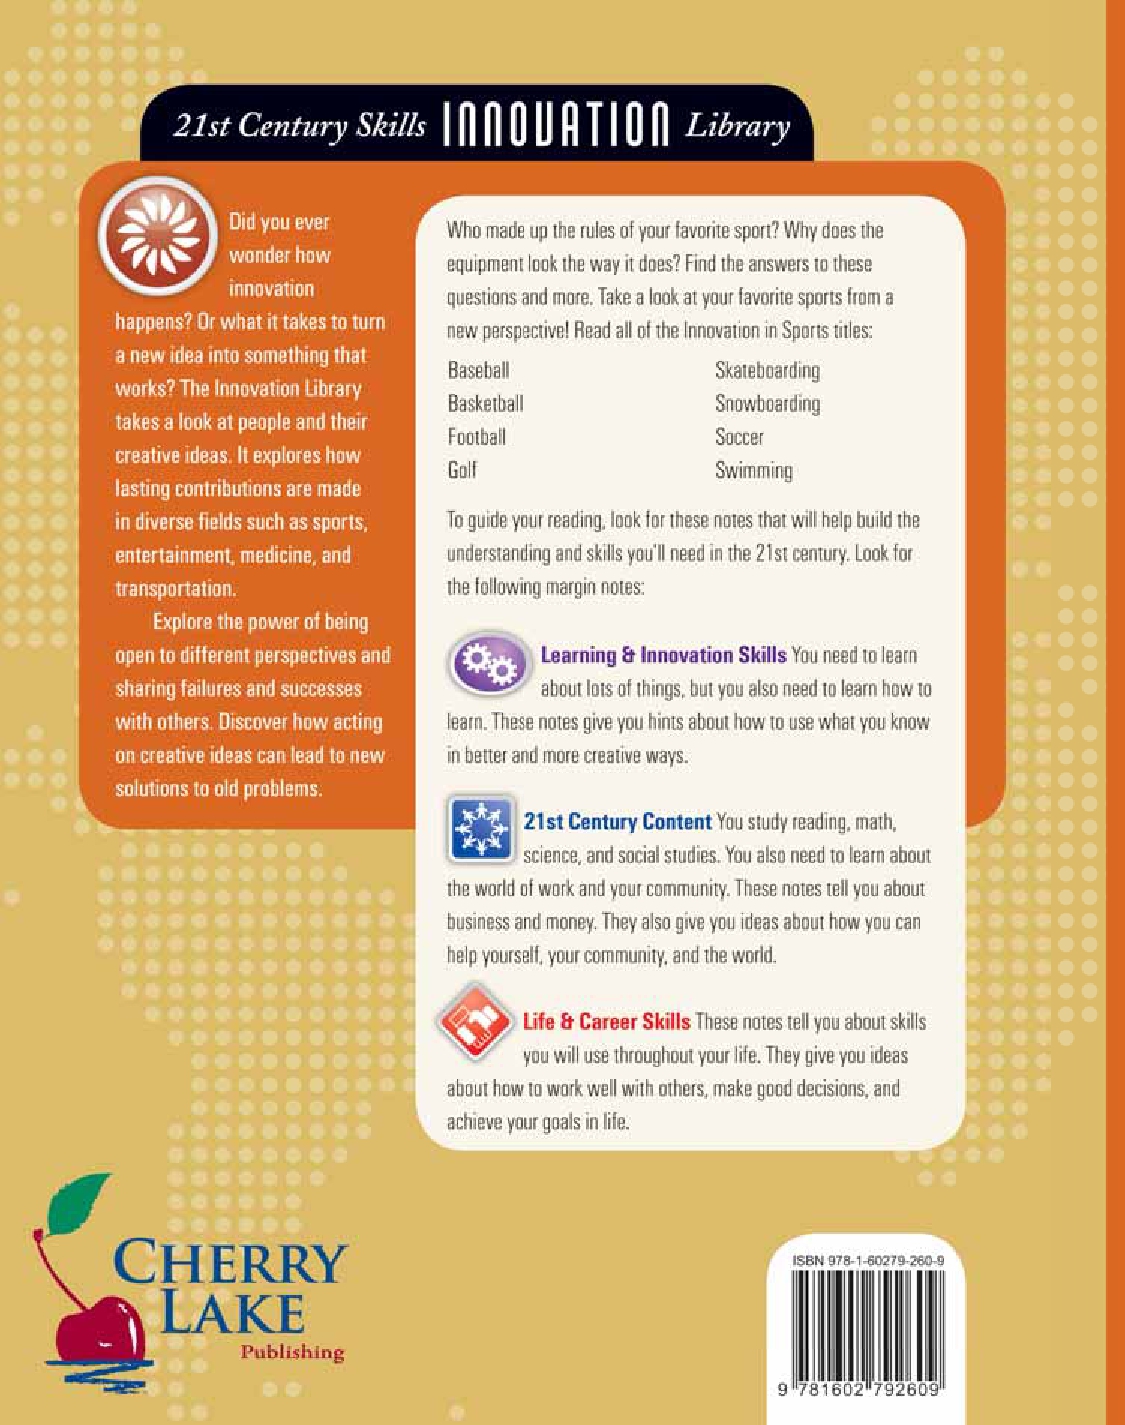 21st Century Skills INNOVATION Library
Did you ever
wonder how
innovation
happens? Or what it takes to turn
a new idea into something that
works? The Innovation Library
takes a look at people and their
creative ideas. It explores how
lasting contributions are made
in diverse fields such as sports,
entertainment, medicine, and
transportation.
Explore the power of being
open to different perspectives and
sharing failures and successes
with others. Discover how acting
on creative ideas can lead to new
solutions to old problems.
Who made up the rules of your favorite sport? Why does the
equipment look the way it does? Find the answers to these
questions and more. Take a look at your favorite sports from a
new perspective! Read all of the Innovation in Sports titles:
Baseball
Basketball
Football
Golf
Skateboarding
Snowboarding
Soccer
Swimming
To guide your reading, look for these notes that will help build the
understanding and skills you'll need in the 21st century. Look for
the following margin notes:
Learning & Innovation Skills You need to learn
about lots of things, but you also need to learn how to
learn. These notes give you hints about how to use what you know
in better and more creative ways.
21st Century Content You study reading, math,
science, and social studies. You also need to learn about
the world of work and your community. These notes tell you about
business and money. They also give you ideas about how you can
help yourself, your community, and the world.
Life & Career Skills These notes tell you about skills
you will use throughout your life. They give you ideas
about how to work well with others, make good decisions, and
achieve your goals in life.
CHERRY
LAKE
Publishing
ISBN 978-1-60279-260-9
9 781602 792609